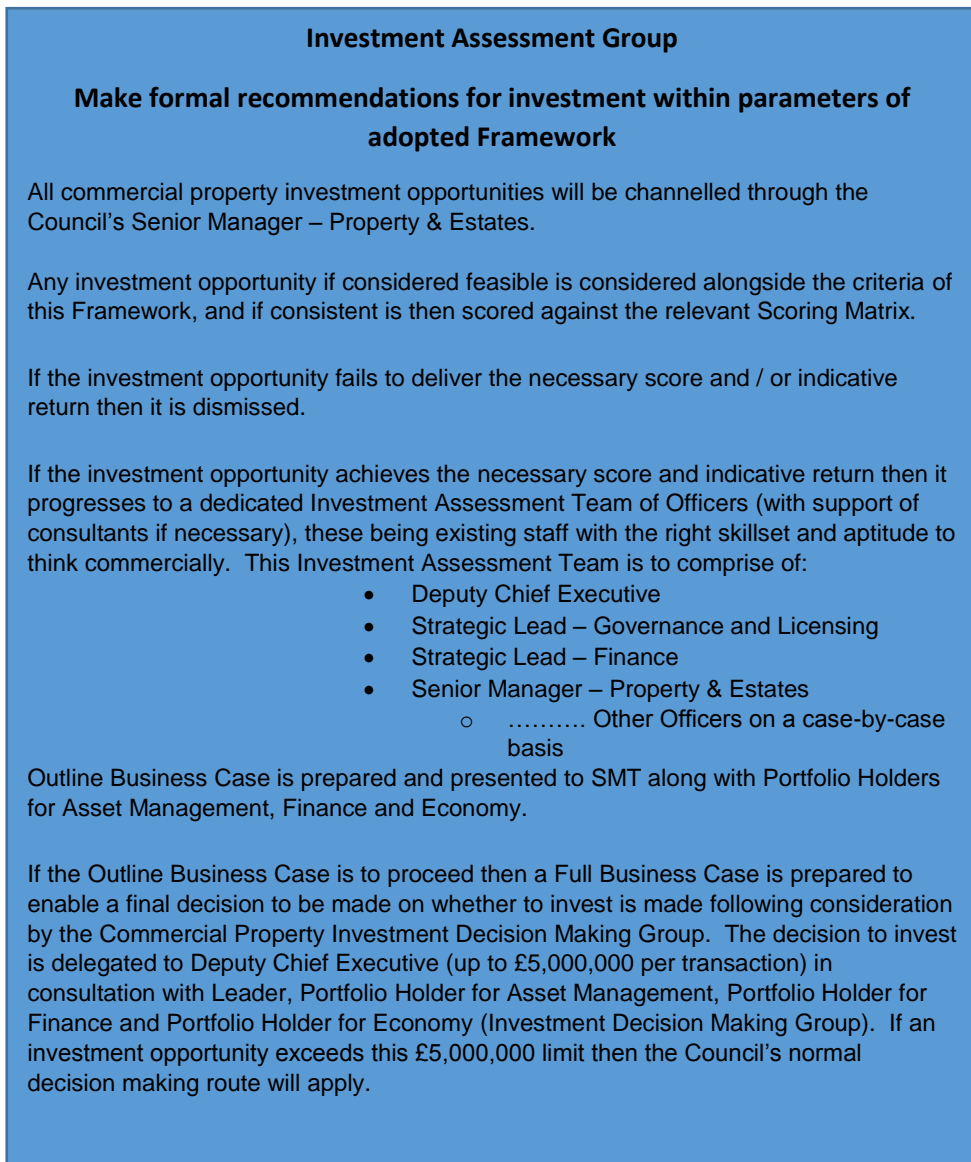 Investment Assessment Group
Make formal recommendations for investment within parameters of
adopted Framework
All commercial property investment opportunities will be channelled through the
Council's Senior Manager – Property & Estates.
Any investment opportunity if considered feasible is considered alongside the criteria of
this Framework, and if consistent is then scored against the relevant Scoring Matrix.
If the investment opportunity fails to deliver the necessary score and / or indicative
return then it is dismissed.
If the investment opportunity achieves the necessary score and indicative return then it
progresses to a dedicated Investment Assessment Team of Officers (with support of
consultants if necessary), these being existing staff with the right skillset and aptitude to
think commercially.  This Investment Assessment Team is to comprise of:
• Deputy Chief Executive
• Strategic Lead – Governance and Licensing
• Strategic Lead – Finance
• Senior Manager – Property & Estates
o ………. Other Officers on a case-by-case
basis
Outline Business Case is prepared and presented to SMT along with Portfolio Holders
for Asset Management, Finance and Economy.
If the Outline Business Case is to proceed then a Full Business Case is prepared to
enable a final decision to be made on whether to invest is made following consideration
by the Commercial Property Investment Decision Making Group.  The decision to invest
is delegated to Deputy Chief Executive (up to £5,000,000 per transaction) in
consultation with Leader, Portfolio Holder for Asset Management, Portfolio Holder for
Finance and Portfolio Holder for Economy (Investment Decision Making Group).  If an
investment opportunity exceeds this £5,000,000 limit then the Council's normal
decision making route will apply.